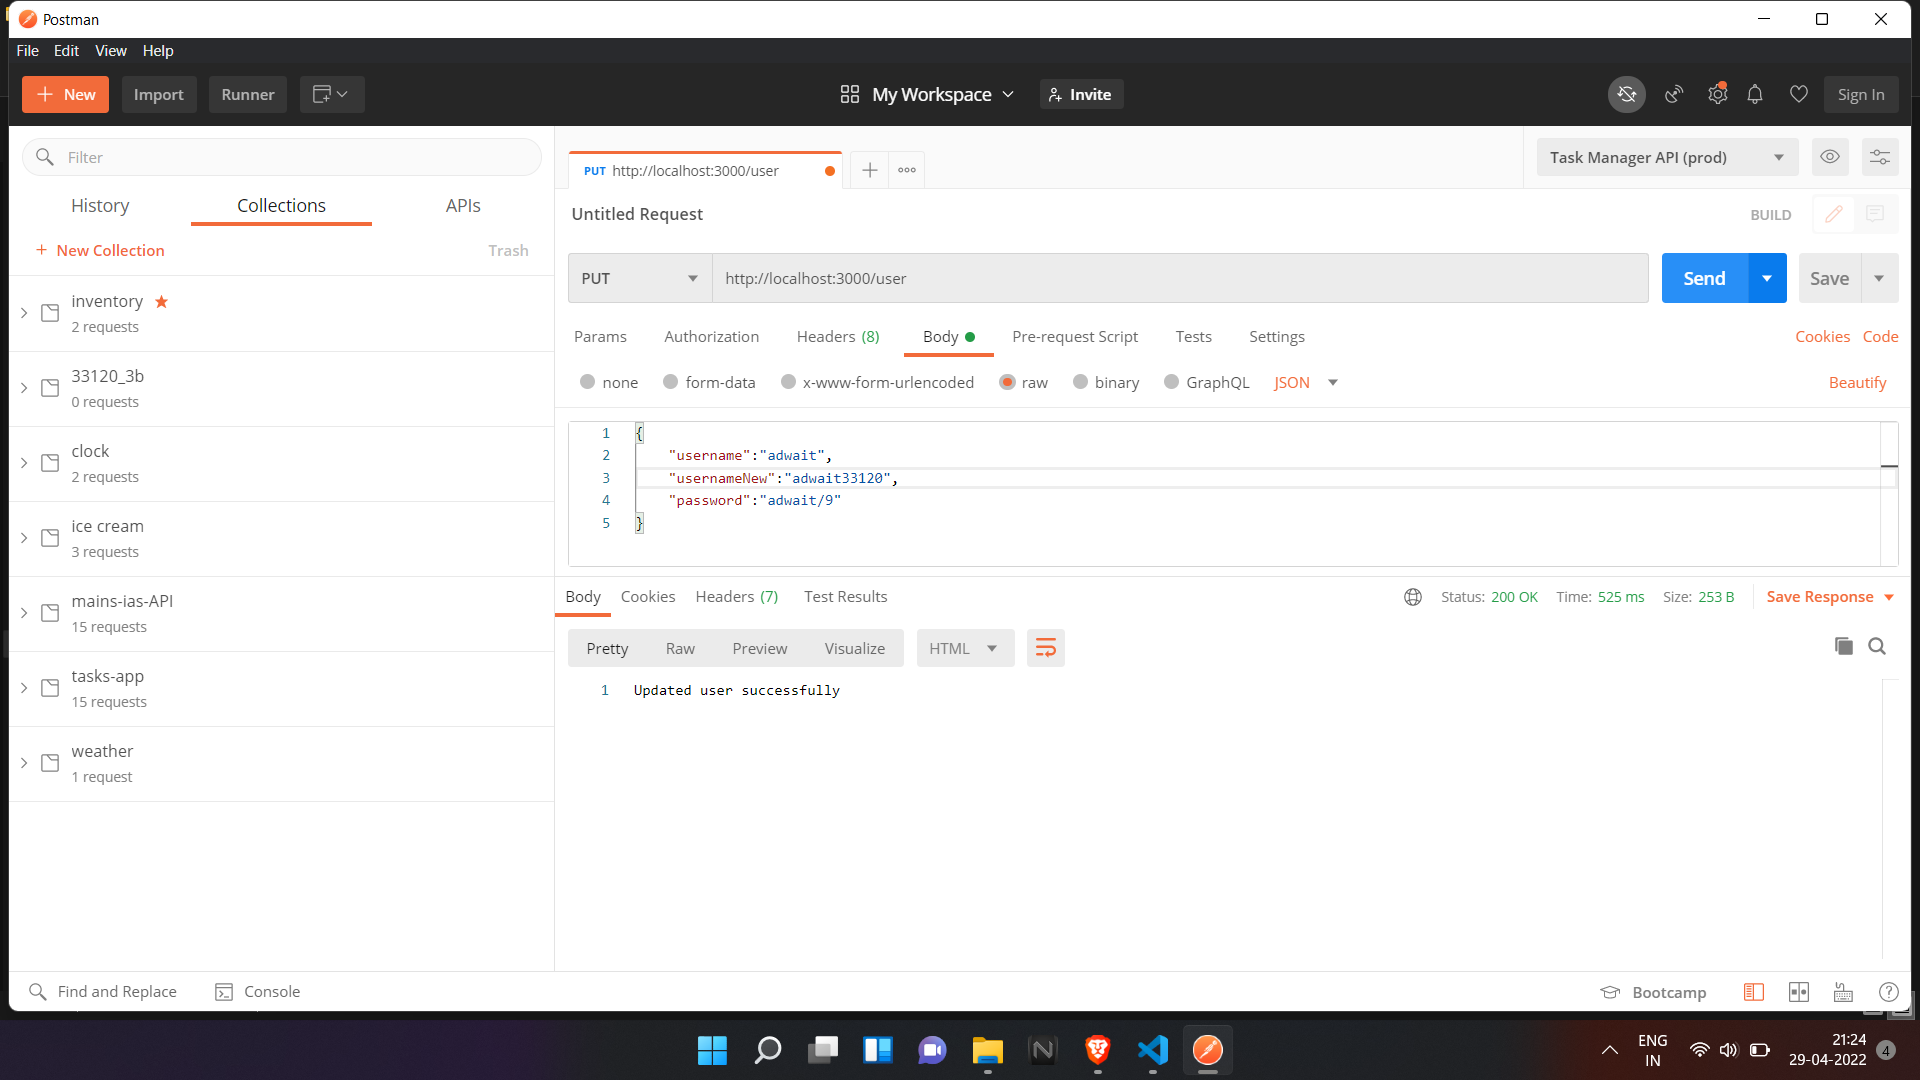 Postman
File Edit View Help
New Import Runner My Workspace Invite Sign In
Filter
History Collections APIs
New Collection Trash
inventory
2 requests
33120_3b
0 requests
clock
2 requests
ice cream
3 requests
mains-ias-API
15 requests
tasks-app
15 requests
weather
1 request
PUT http://localhost:3000/user
Task Manager API (prod)
Untitled Request BUILD
PUT http://localhost:3000/user Send Save
Params Authorization Headers (8) Body Pre-request Script Tests Settings Cookies Code
none form-data x-www-form-urlencoded raw binary GraphQL JSON Beautify
1 {
2 "username":"adwait",
3 "usernameNew":"adwait33120",
4 "password":"adwait/9"
5 }
Body Cookies Headers (7) Test Results Status: 200 OK Time: 525 ms Size: 253 B Save Response
Pretty Raw Preview Visualize HTML
1 Updated user successfully
Find and Replace Console Bootcamp
ENG
IN
21:24
29-04-2022
4